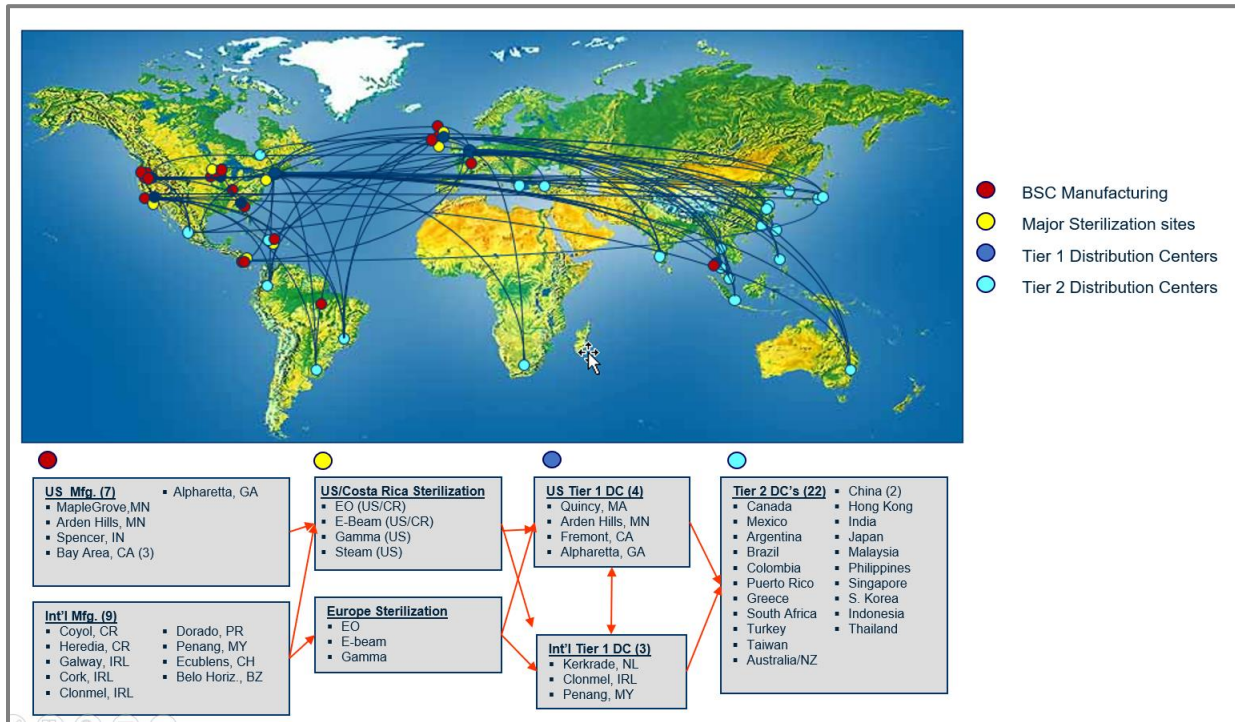 BSC Manufacturing
Major Sterilization sites
Tier 1 Distribution Centers
Tier 2 Distribution Centers
US Mfg. (7)
▪ MapleGrove,MN
▪ Arden Hills, MN
▪ Spencer, IN
▪ Bay Area, CA (3)
▪ Alpharetta, GA
Int'l Mfg. (9)
▪ Coyol, CR
▪ Heredia, CR
▪ Galway, IRL
▪ Cork, IRL
▪ Clonmel, IRL
▪ Dorado, PR
▪ Penang, MY
▪ Ecublens, CH
▪ Belo Horiz., BZ
US/Costa Rica Sterilization
▪ EO (US/CR)
▪ E-Beam (US/CR)
▪ Gamma (US)
▪ Steam (US)
Europe Sterilization
▪ EO
▪ E-beam
▪ Gamma
US Tier 1 DC (4)
▪ Quincy, MA
▪ Arden Hills, MN
▪ Fremont, CA
▪ Alpharetta, GA
Int'l Tier 1 DC (3)
▪ Kerkrade, NL
▪ Clonmel, IRL
▪ Penang, MY
Tier 2 DC's (22)
▪ Canada
▪ Mexico
▪ Argentina
▪ Brazil
▪ Colombia
▪ Puerto Rico
▪ Greece
▪ South Africa
▪ Turkey
▪ Taiwan
▪ Australia/NZ
▪ China (2)
▪ Hong Kong
▪ India
▪ Japan
▪ Malaysia
▪ Philippines
▪ Singapore
▪ S. Korea
▪ Indonesia
▪ Thailand